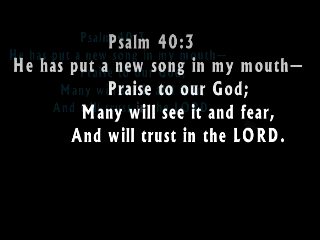 Psalm 40:3
He has put a new song in my mouth—
Praise to our God;
Many will see it and fear,
And will trust in the LORD.